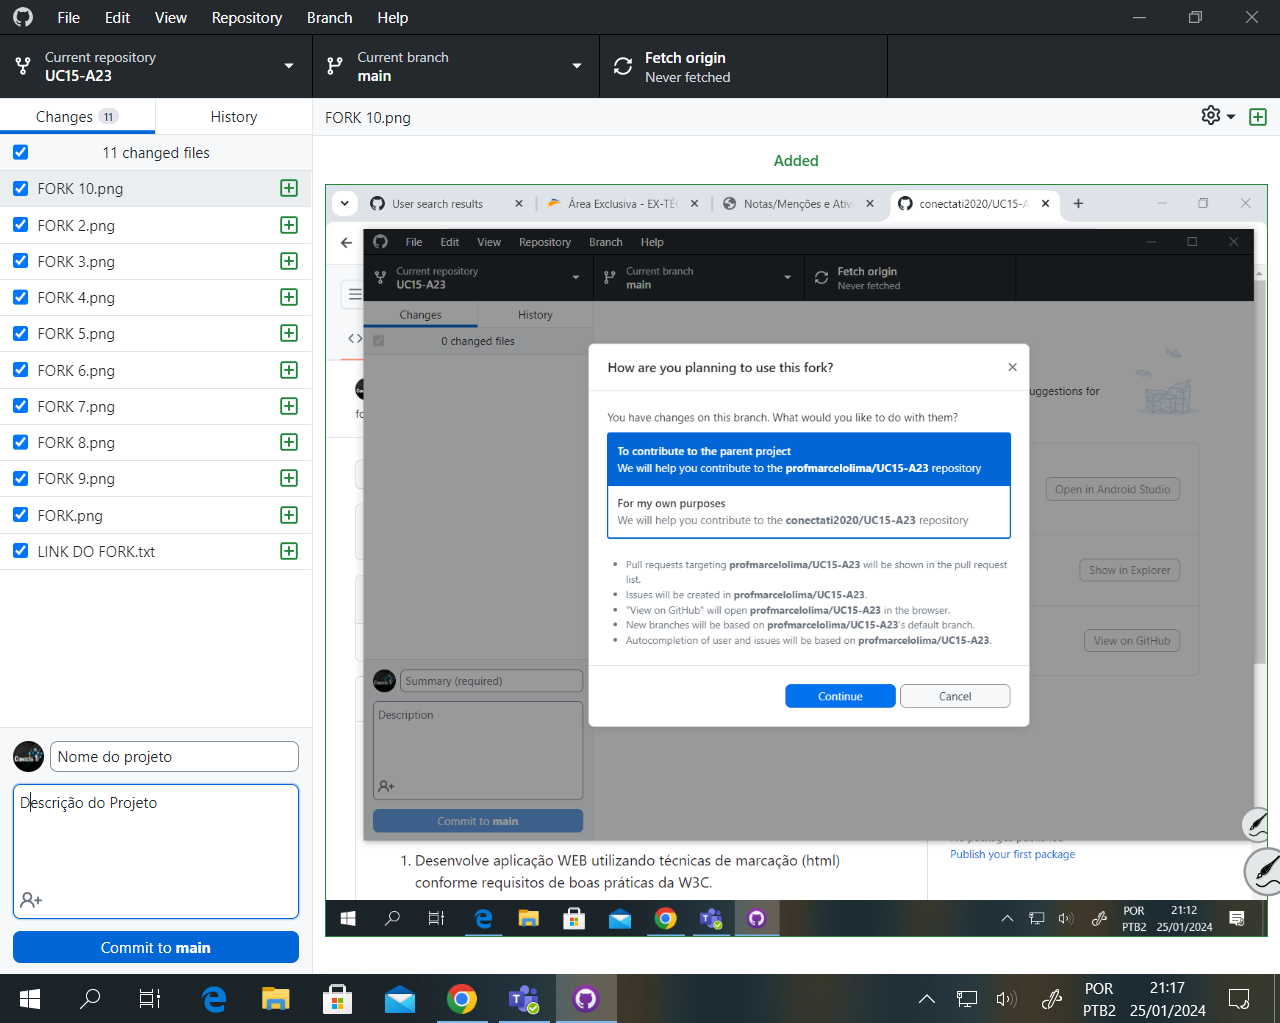 File Edit View Repository Branch Help
Current repository
UC15-A23
Current branch
main
Fetch origin
Never fetched
Changes 11
History
FORK 10.png
11 changed files
FORK 10.png
FORK 2.png
FORK 3.png
FORK 4.png
FORK 5.png
FORK 6.png
FORK 7.png
FORK 8.png
FORK 9.png
FORK.png
LINK DO FORK.txt
Nome do projeto
Descrição do Projeto
Commit to main
Added
User search results
Área Exclusiva - EX-TÉC
Notas/Menções e Ativ
conectati2020/UC15-A
File Edit View Repository Branch Help
Current repository
UC15-A23
Current branch
main
Fetch origin
Never fetched
Changes
History
0 changed files
fo
How are you planning to use this fork?
You have changes on this branch. What would you like to do with them?
To contribute to the parent project
We will help you contribute to the profmarcelolima/UC15-A23 repository
For my own purposes
We will help you contribute to the conectati2020/UC15-A23 repository
• Pull requests targeting profmarcelolima/UC15-A23 will be shown in the pull request
list.
• Issues will be created in profmarcelolima/UC15-A23.
• "View on GitHub" will open profmarcelolima/UC15-A23 in the browser.
• New branches will be based on profmarcelolima/UC15-A23's default branch.
• Autocompletion of user and issues will be based on profmarcelolima/UC15-A23.
Continue
Cancel
uggestions for
Open in Android Studio
Show in Explorer
View on GitHub
Summary (required)
Description
Commit to main
Publish your first package
1. Desenvolve aplicação WEB utilizando técnicas de marcação (html)
conforme requisitos de boas práticas da W3C.
POR
PTB2
21:12
25/01/2024
POR
PTB2
21:17
25/01/2024